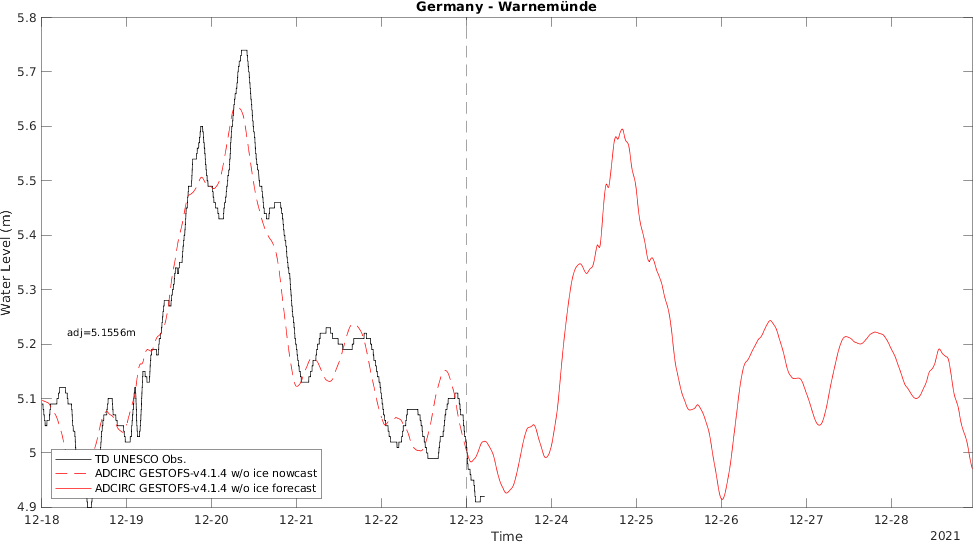 Germany - Warnemünde
5.8
5.7
5.6
5.5
5.4
5.3
5.2
5.1
5
4.9
Water Level (m)
adj=5.1556m
TD UNESCO Obs.
ADCIRC GESTOFS-v4.1.4 w/o ice nowcast
ADCIRC GESTOFS-v4.1.4 w/o ice forecast
12-18 12-19 12-20 12-21 12-22 12-23 12-24 12-25 12-26 12-27 12-28
Time
2021